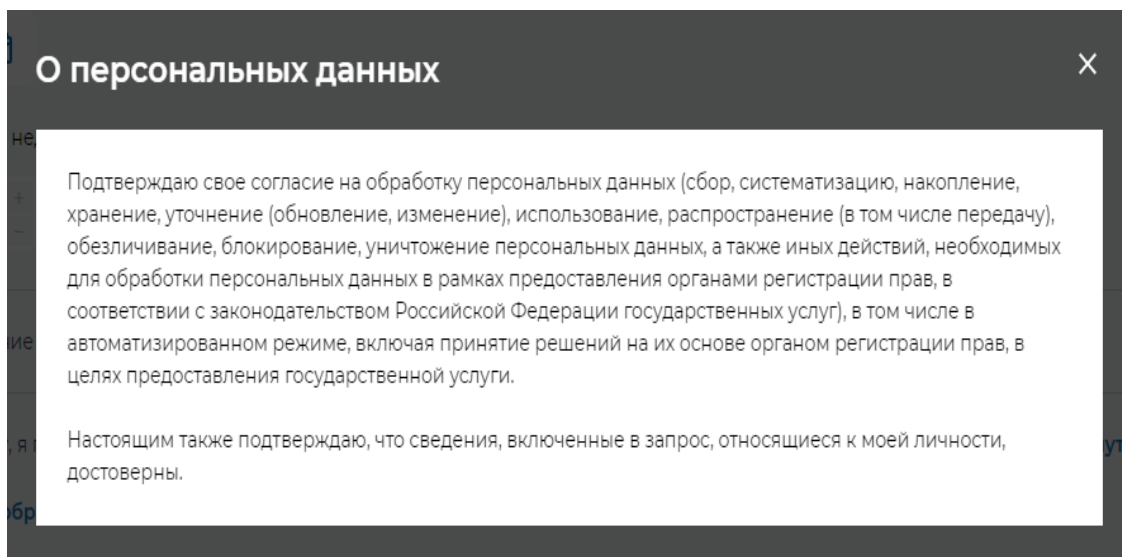 О персональных данных
Подтверждаю свое согласие на обработку персональных данных (сбор, систематизацию, накопление,
хранение, уточнение (обновление, изменение), использование, распространение (в том числе передачу),
обезличивание, блокирование, уничтожение персональных данных, а также иных действий, необходимых
для обработки персональных данных в рамках предоставления органами регистрации прав, в
соответствии с законодательством Российской Федерации государственных услуг), в том числе в
автоматизированном режиме, включая принятие решений на их основе органом регистрации прав, в
целях предоставления государственной услуги.
Настоящим также подтверждаю, что сведения, включенные в запрос, относящиеся к моей личности,
достоверны.